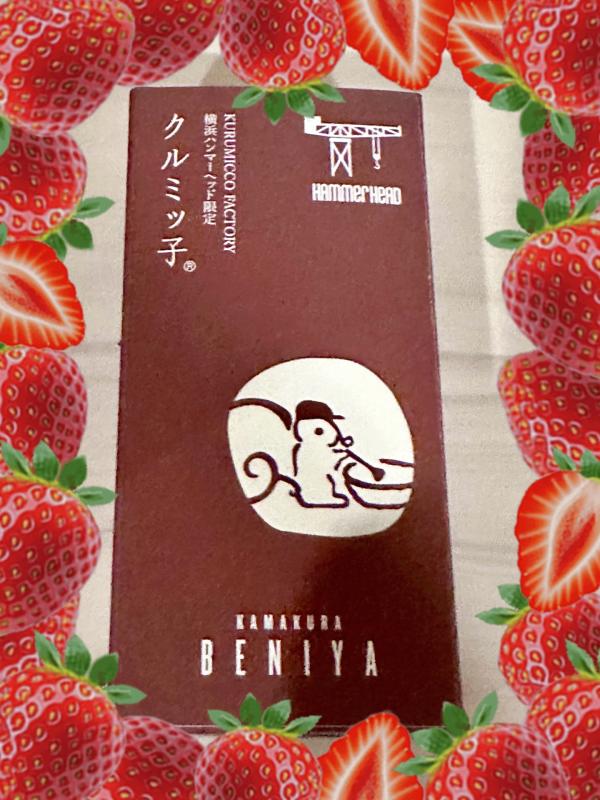 KURUMICCO FACTORY
横浜ハンマーヘッド限定
クルミッ子®
HAMMERHEAD
KAMAKURA
BENIYA